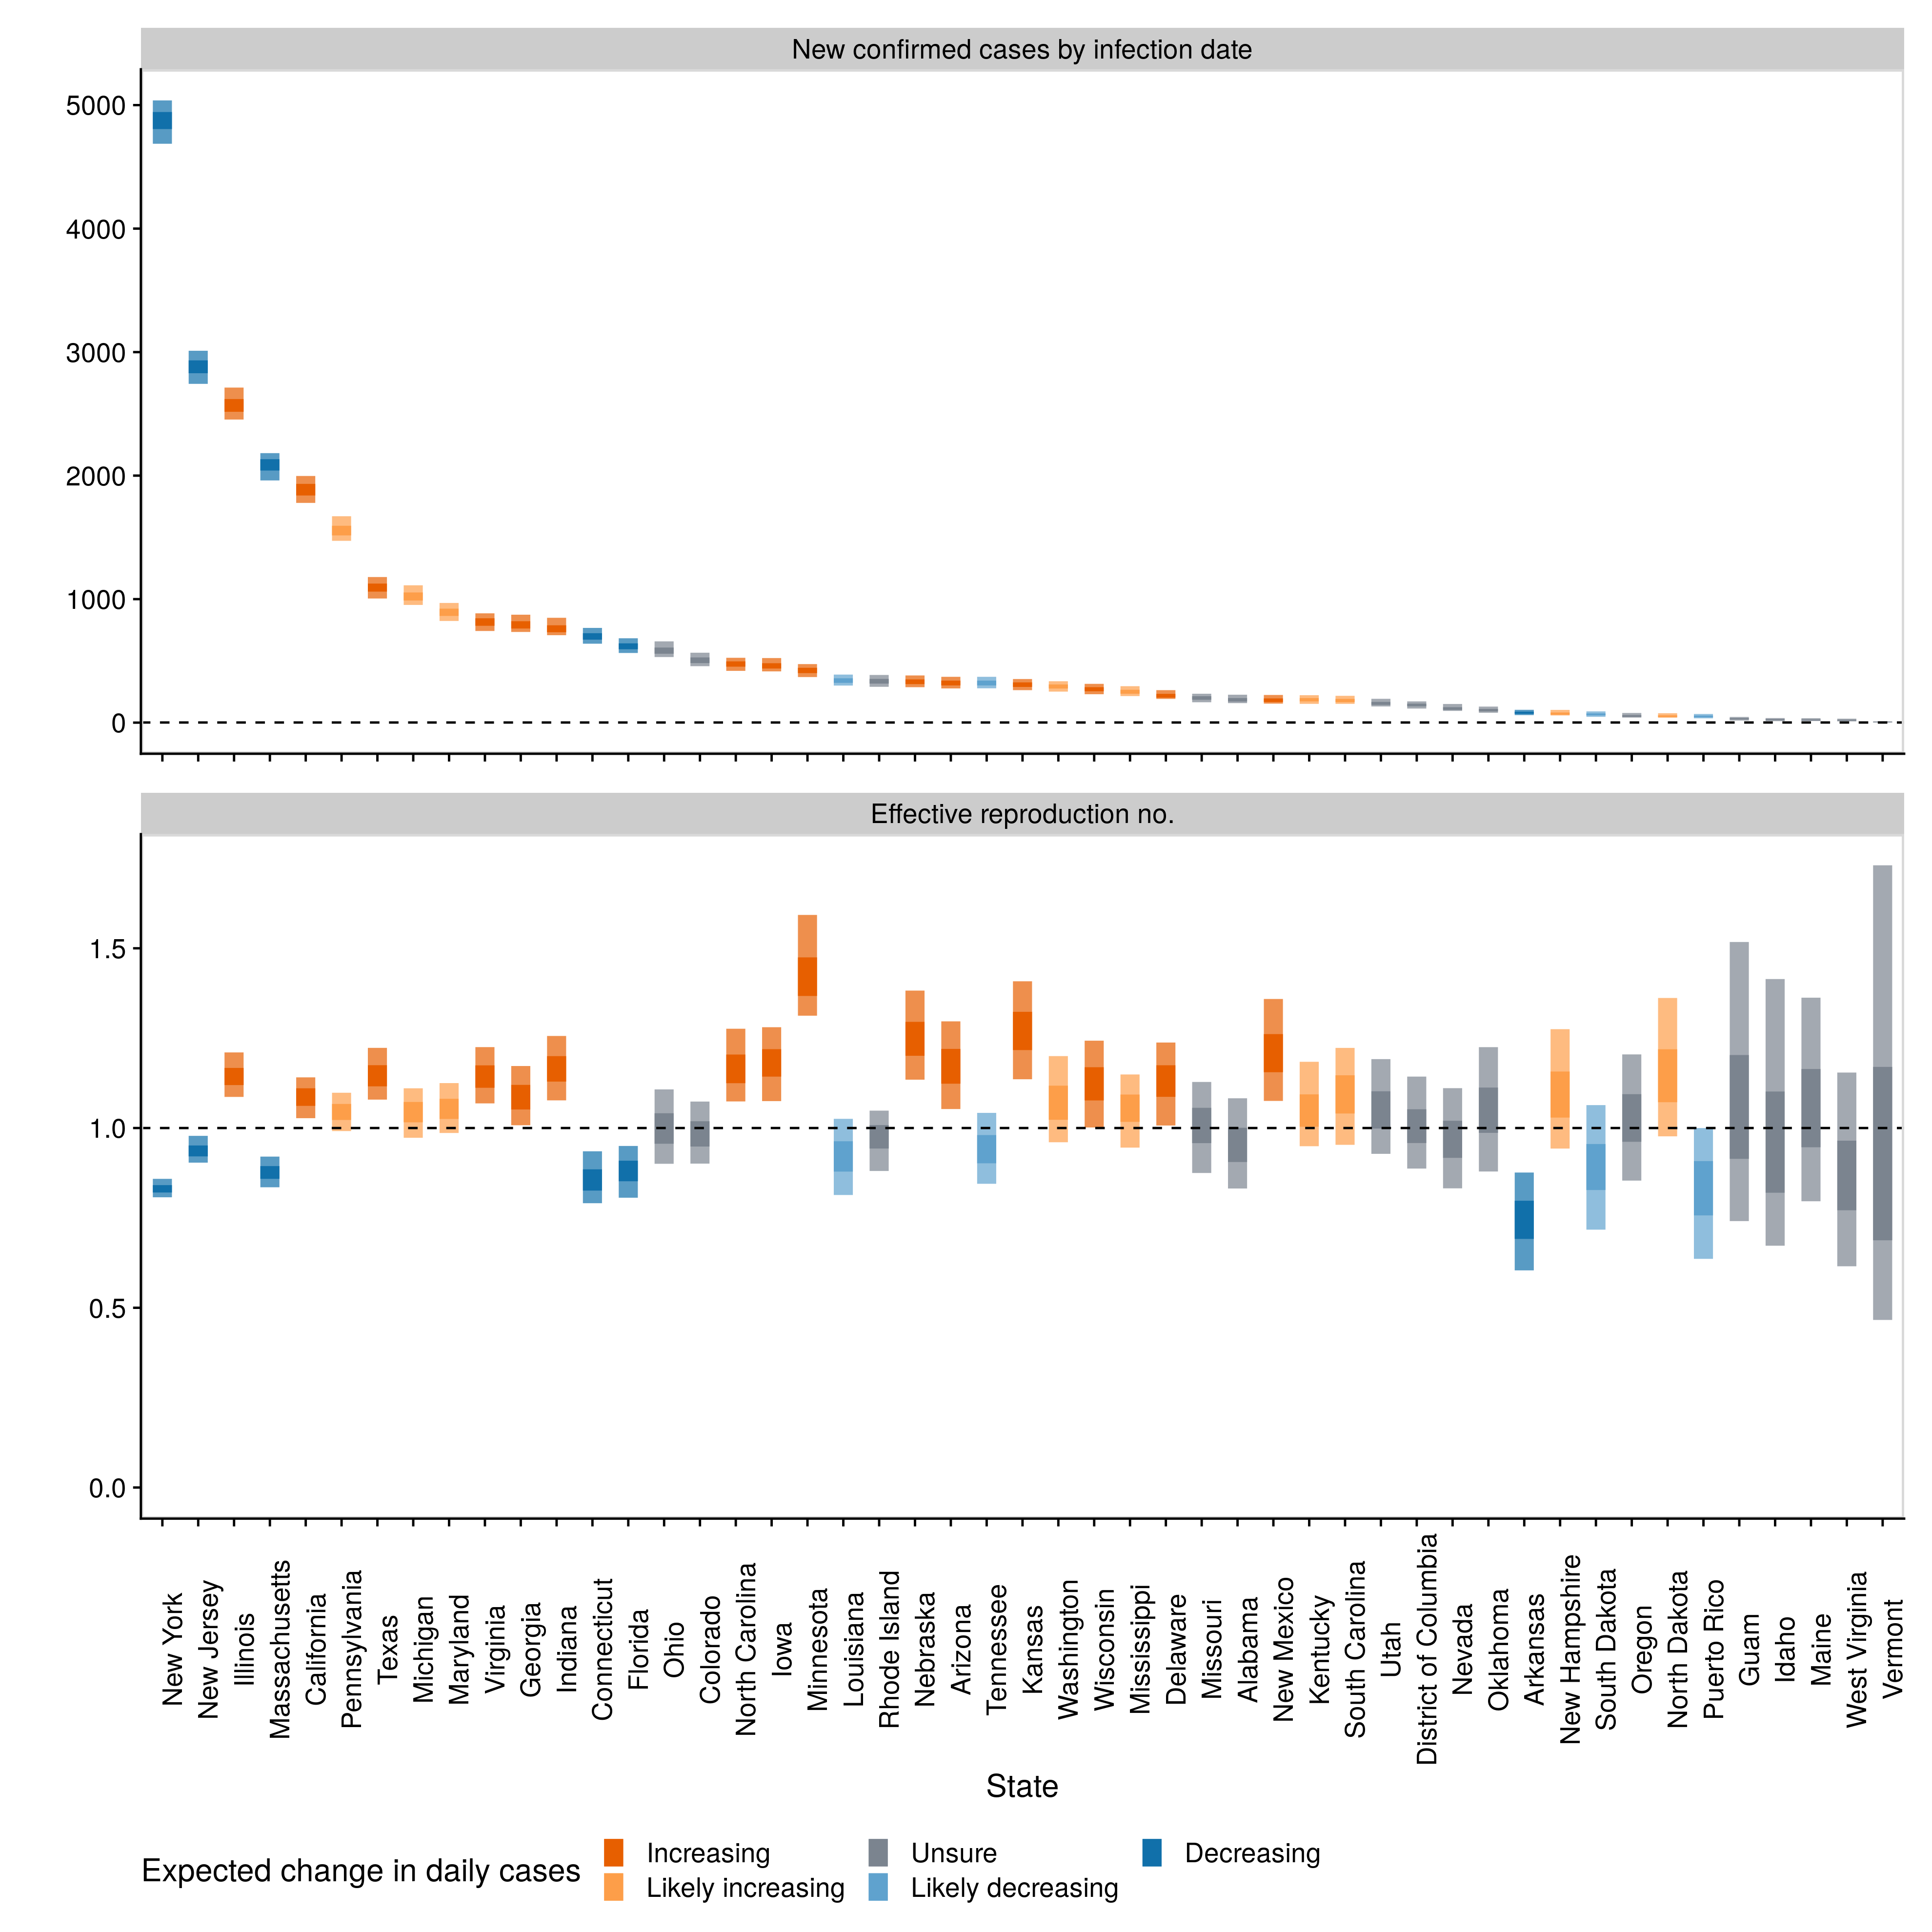 New confirmed cases by infection date
5000
4000
3000
2000
1000
0
Effective reproduction no.
1.5
1.0
0.5
0.0
New York
New Jersey
Illinois
Massachusetts
California
Pennsylvania
Texas
Michigan
Maryland
Virginia
Georgia
Indiana
Connecticut
Florida
Ohio
Colorado
North Carolina
Iowa
Minnesota
Louisiana
Rhode Island
Nebraska
Arizona
Tennessee
Kansas
Washington
Wisconsin
Mississippi
Delaware
Missouri
Alabama
New Mexico
Kentucky
South Carolina
Utah
District of Columbia
Nevada
Oklahoma
Arkansas
New Hampshire
South Dakota
Oregon
North Dakota
Puerto Rico
Guam
Idaho
Maine
West Virginia
Vermont
State
Expected change in daily cases
Increasing
Unsure
Decreasing
Likely increasing
Likely decreasing